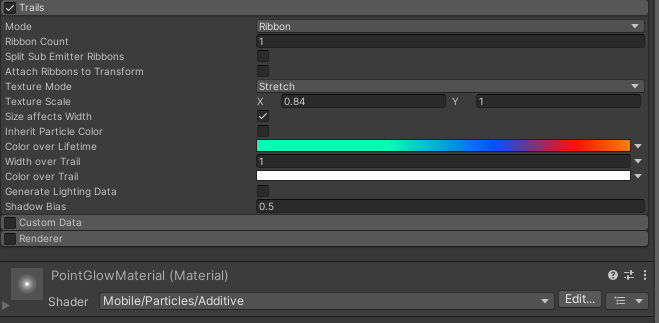 Trails
Mode Ribbon
Ribbon Count 1
Split Sub Emitter Ribbons
Attach Ribbons to Transform
Texture Mode Stretch
Texture Scale X 0.84 Y 1
Size affects Width
Inherit Particle Color
Color over Lifetime
Width over Trail 1
Color over Trail
Generate Lighting Data
Shadow Bias 0.5
Custom Data
Renderer
PointGlowMaterial (Material)
Shader Mobile/Particles/Additive Edit...